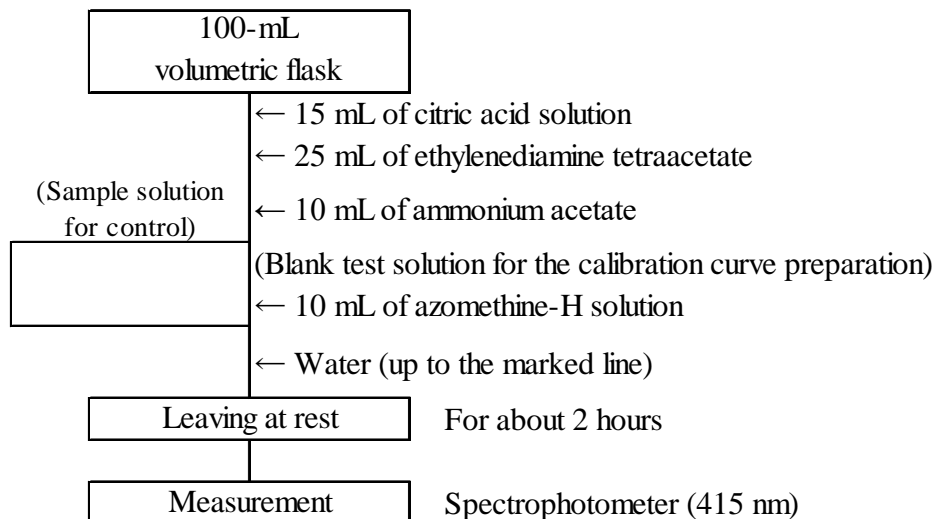 100-mL
volumetric flask
← 15 mL of citric acid solution
← 25 mL of ethylenediamine tetraacetate
(Sample solution
for control)
← 10 mL of ammonium acetate
(Blank test solution for the calibration curve preparation)
← 10 mL of azomethine-H solution
← Water (up to the marked line)
Leaving at rest
For about 2 hours
Measurement
Spectrophotometer (415 nm)